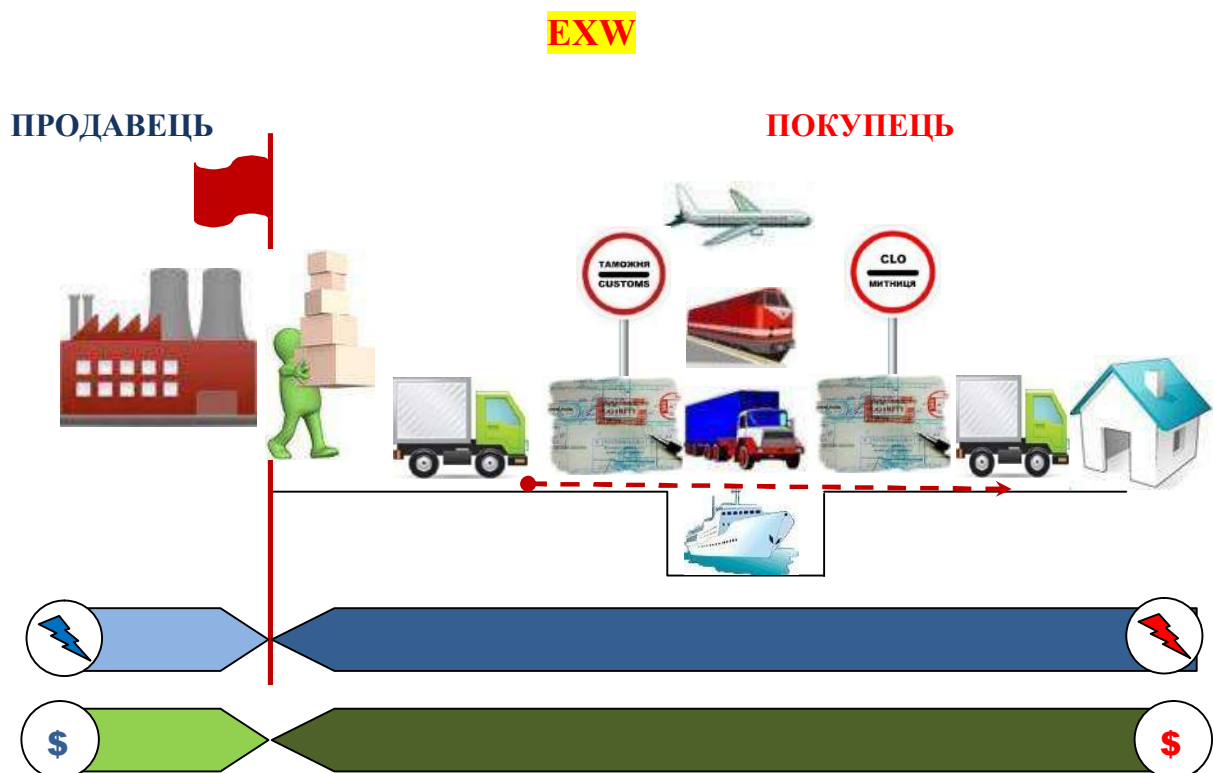 EXW
ПРОДАВЕЦЬ
ПОКУПЕЦЬ
ТАМОЖНЯ
CUSTOMS
CLO
МИТНИЦЯ
$
$